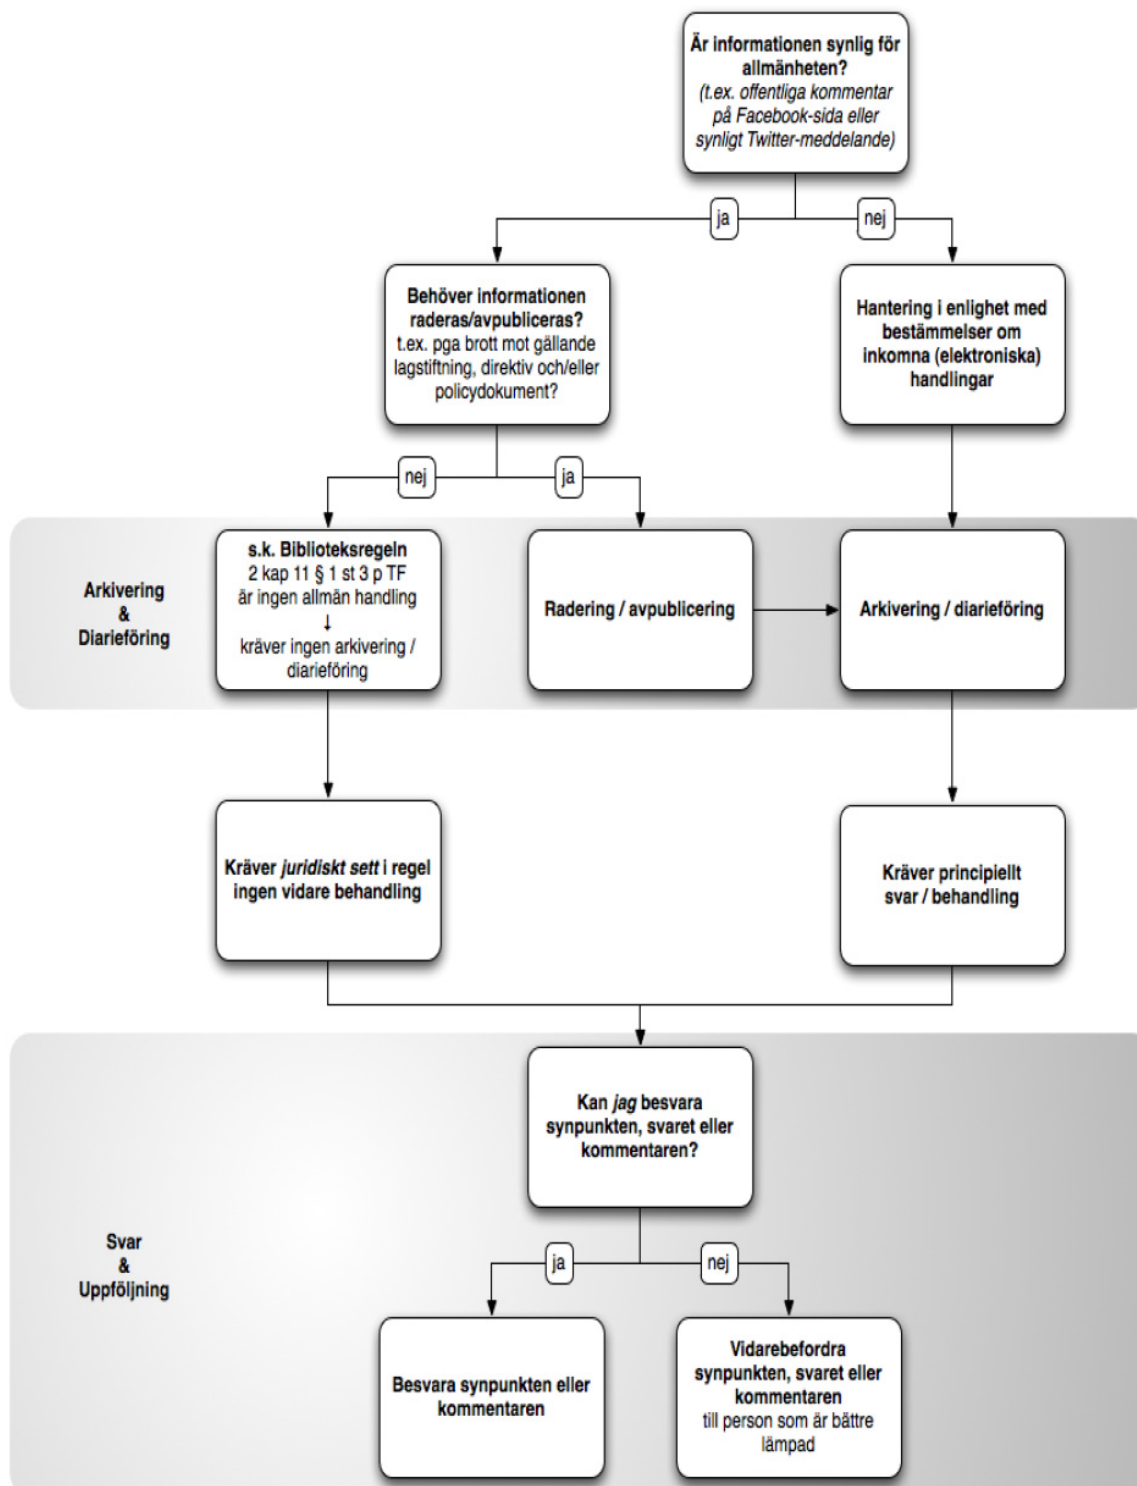 Är informationen synlig för
allmänheten?
(t.ex. offentliga kommentar
på Facebook-sida eller
synligt Twitter-meddelande)
ja
nej
Behöver informationen
raderas/avpubliceras?
t.ex. pga brott mot gällande
lagstiftning, direktiv och/eller
policydokument?
Hantering i enlighet med
bestämmelser om
inkomna (elektroniska)
handlingar
nej
ja
Arkivering
&
Diarieföring
s.k. Biblioteksregeln
2 kap 11 § 1 st 3 p TF
är ingen allmän handling
↓
kräver ingen arkivering /
diarieföring
Radering / avpublicering
Arkivering / diarieföring
Kräver juridiskt sett i regel
ingen vidare behandling
Kräver principiellt
svar / behandling
Kan jag besvara
synpunkten, svaret eller
kommentaren?
Svar
&
Uppföljning
ja
nej
Besvara synpunkten eller
kommentaren
Vidarebefordra
synpunkten, svaret eller
kommentaren
till person som är bättre
lämpad